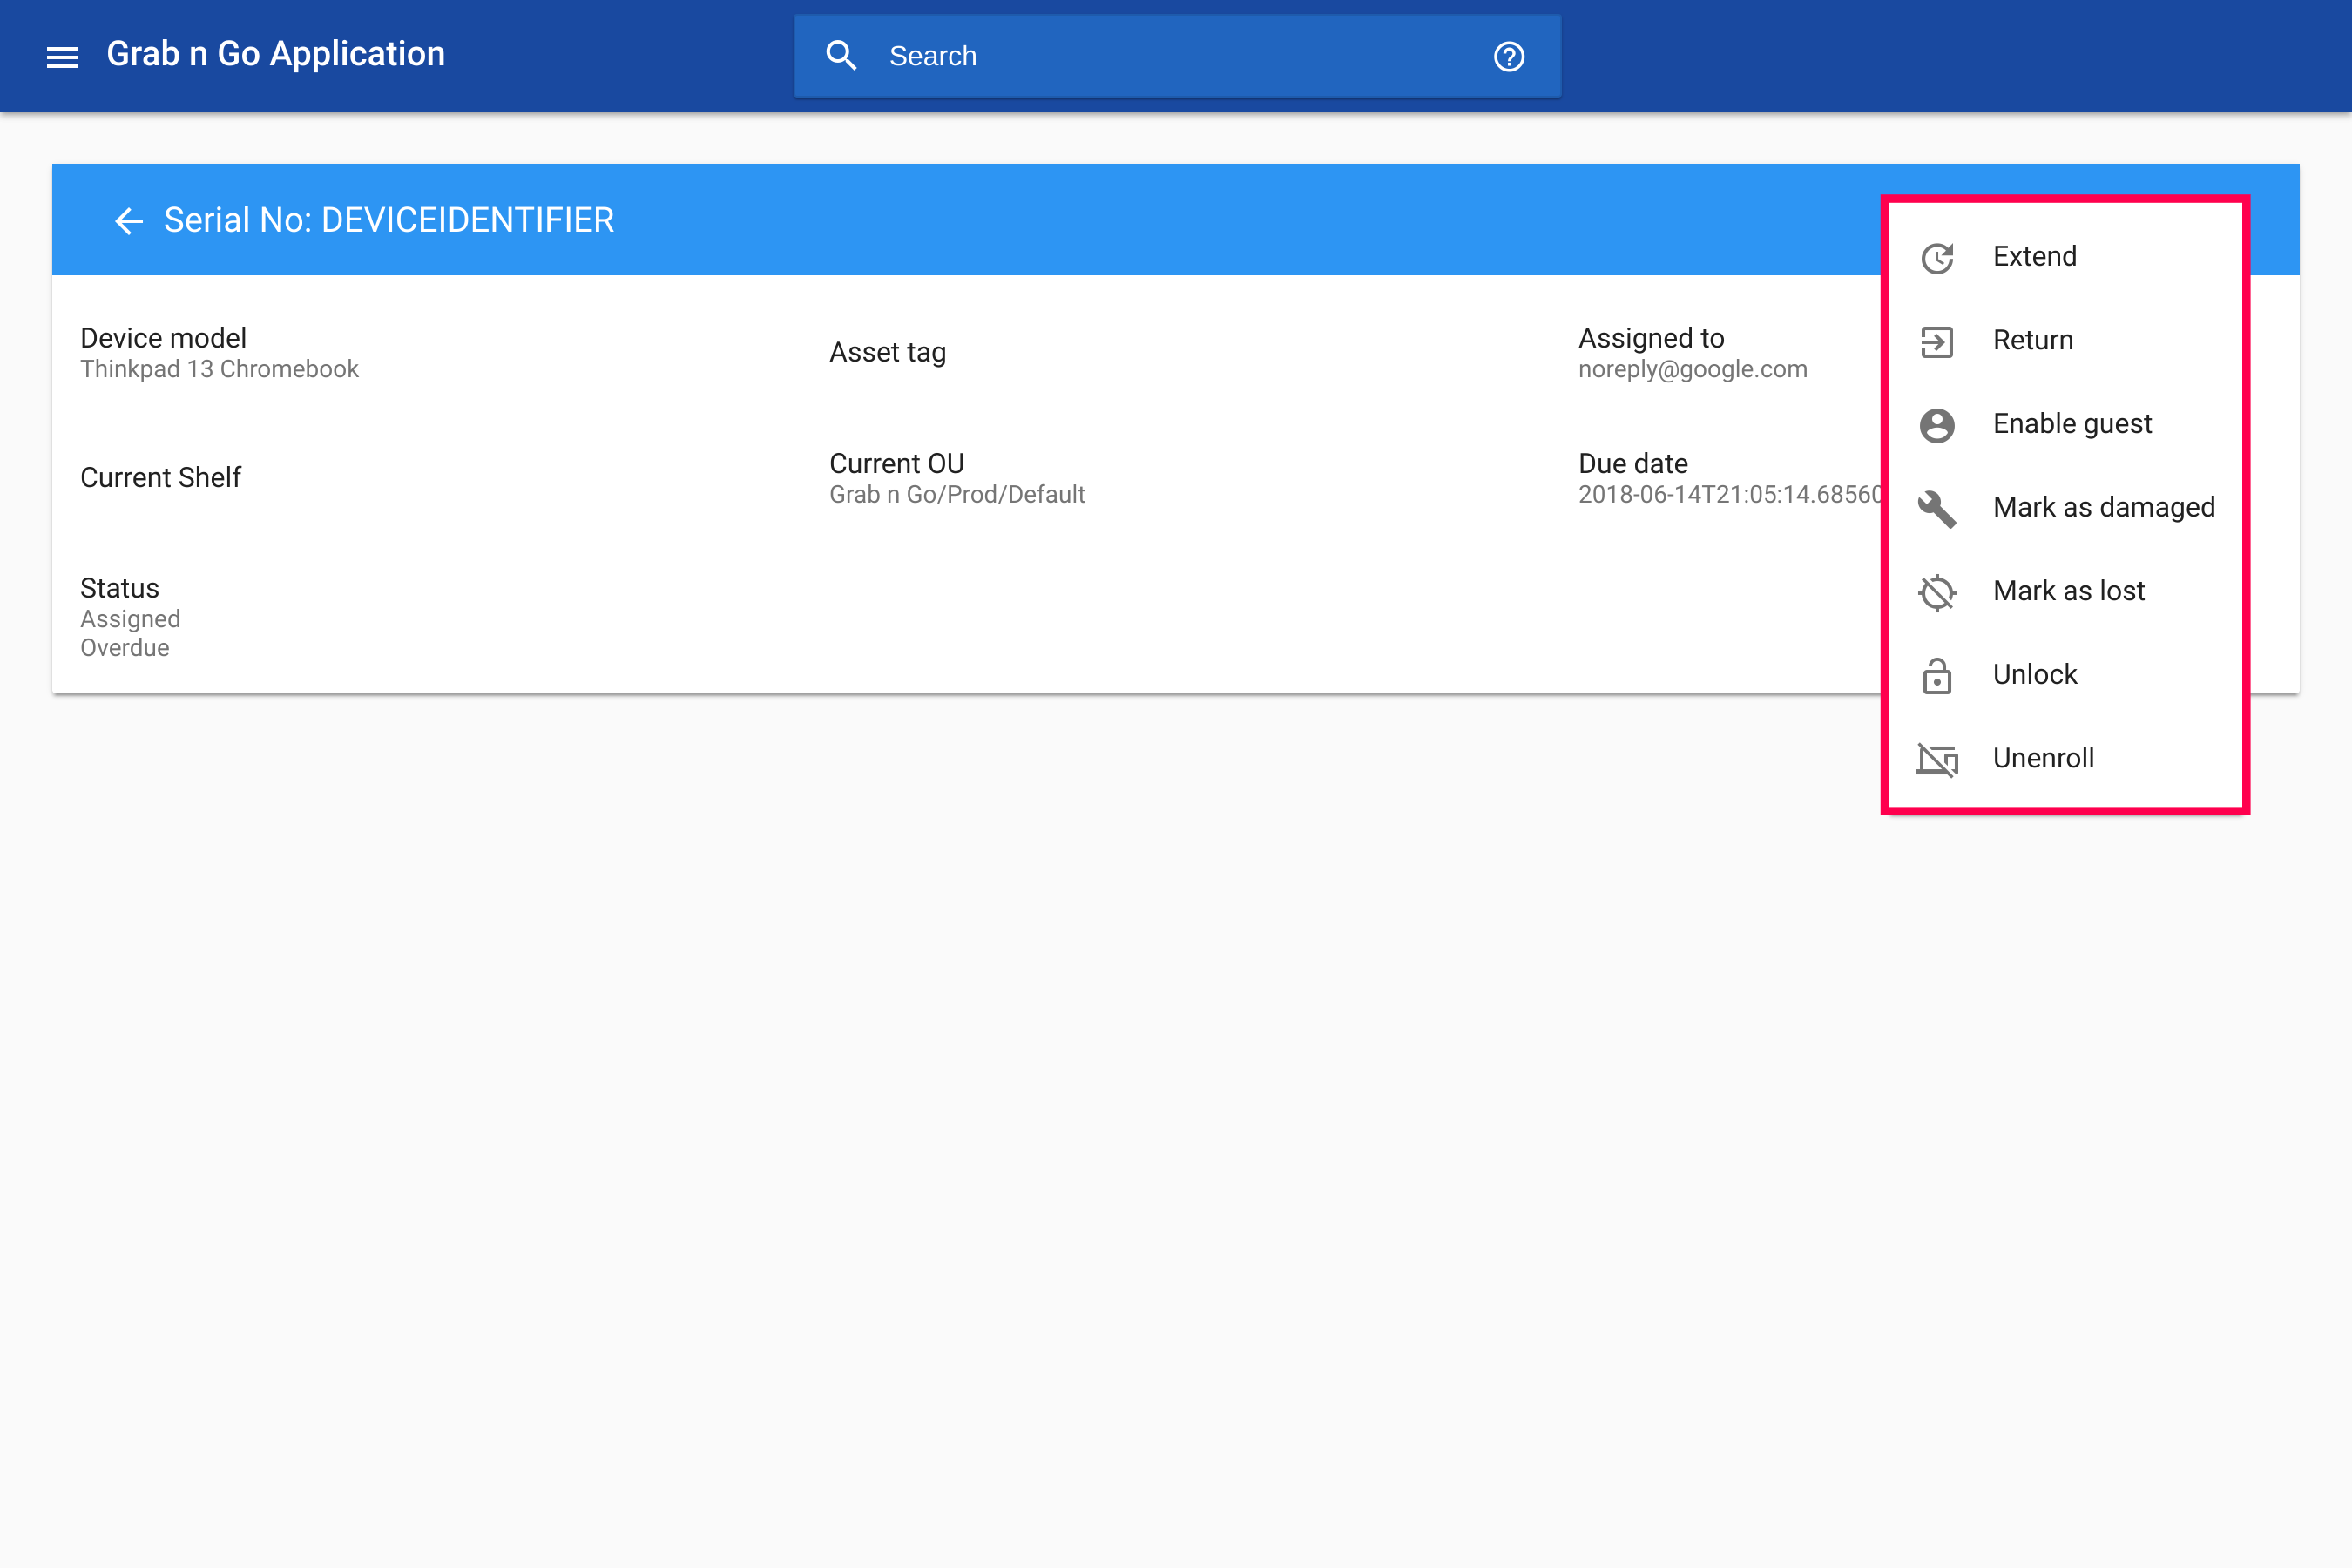 Grab n Go Application
Search
Serial No: DEVICEIDENTIFIER
Device model
Thinkpad 13 Chromebook
Asset tag
Assigned to
noreply@google.com
Current Shelf
Current OU
Grab n Go/Prod/Default
Due date
2018-06-14T21:05:14.68560
Status
Assigned
Overdue
Extend
Return
Enable guest
Mark as damaged
Mark as lost
Unlock
Unenroll